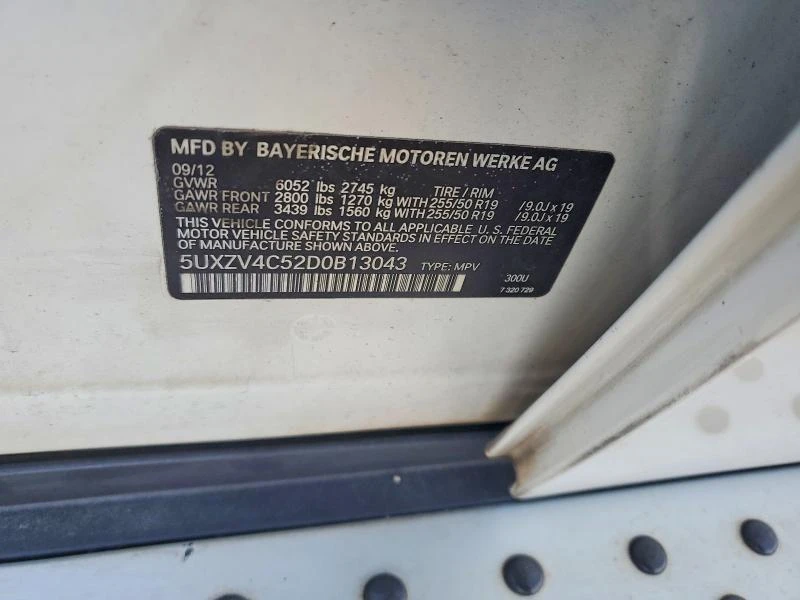 MFD BY BAYERISCHE MOTOREN WERKE AG
09/12
GVWR 6052 lbs 2745 kg TIRE / RIM
GAWR FRONT 2800 lbs 1270 kg WITH 255/50 R19 /9.0J x 19
GAWR REAR 3439 lbs 1560 kg WITH 255/50 R19 /9.0J x 19
THIS VEHICLE CONFORMS TO ALL APPLICABLE U. S. FEDERAL
MOTOR VEHICLE SAFETY STANDARDS IN EFFECT ON THE DATE
OF MANUFACTURE SHOWN ABOVE.
5UXZV4C52D0B13043 TYPE: MPV
300U
7 320 729